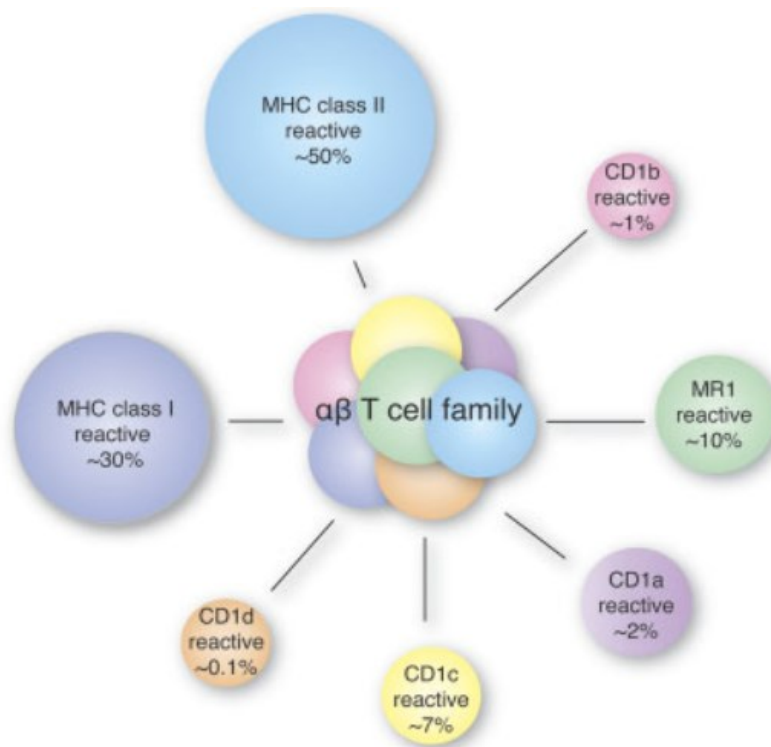 MHC class II
reactive
~50%
CD1b
reactive
~1%
αβ T cell family
MHC class I
reactive
~30%
MR1
reactive
~10%
CD1d
reactive
~0.1%
CD1c
reactive
~7%
CD1a
reactive
~2%